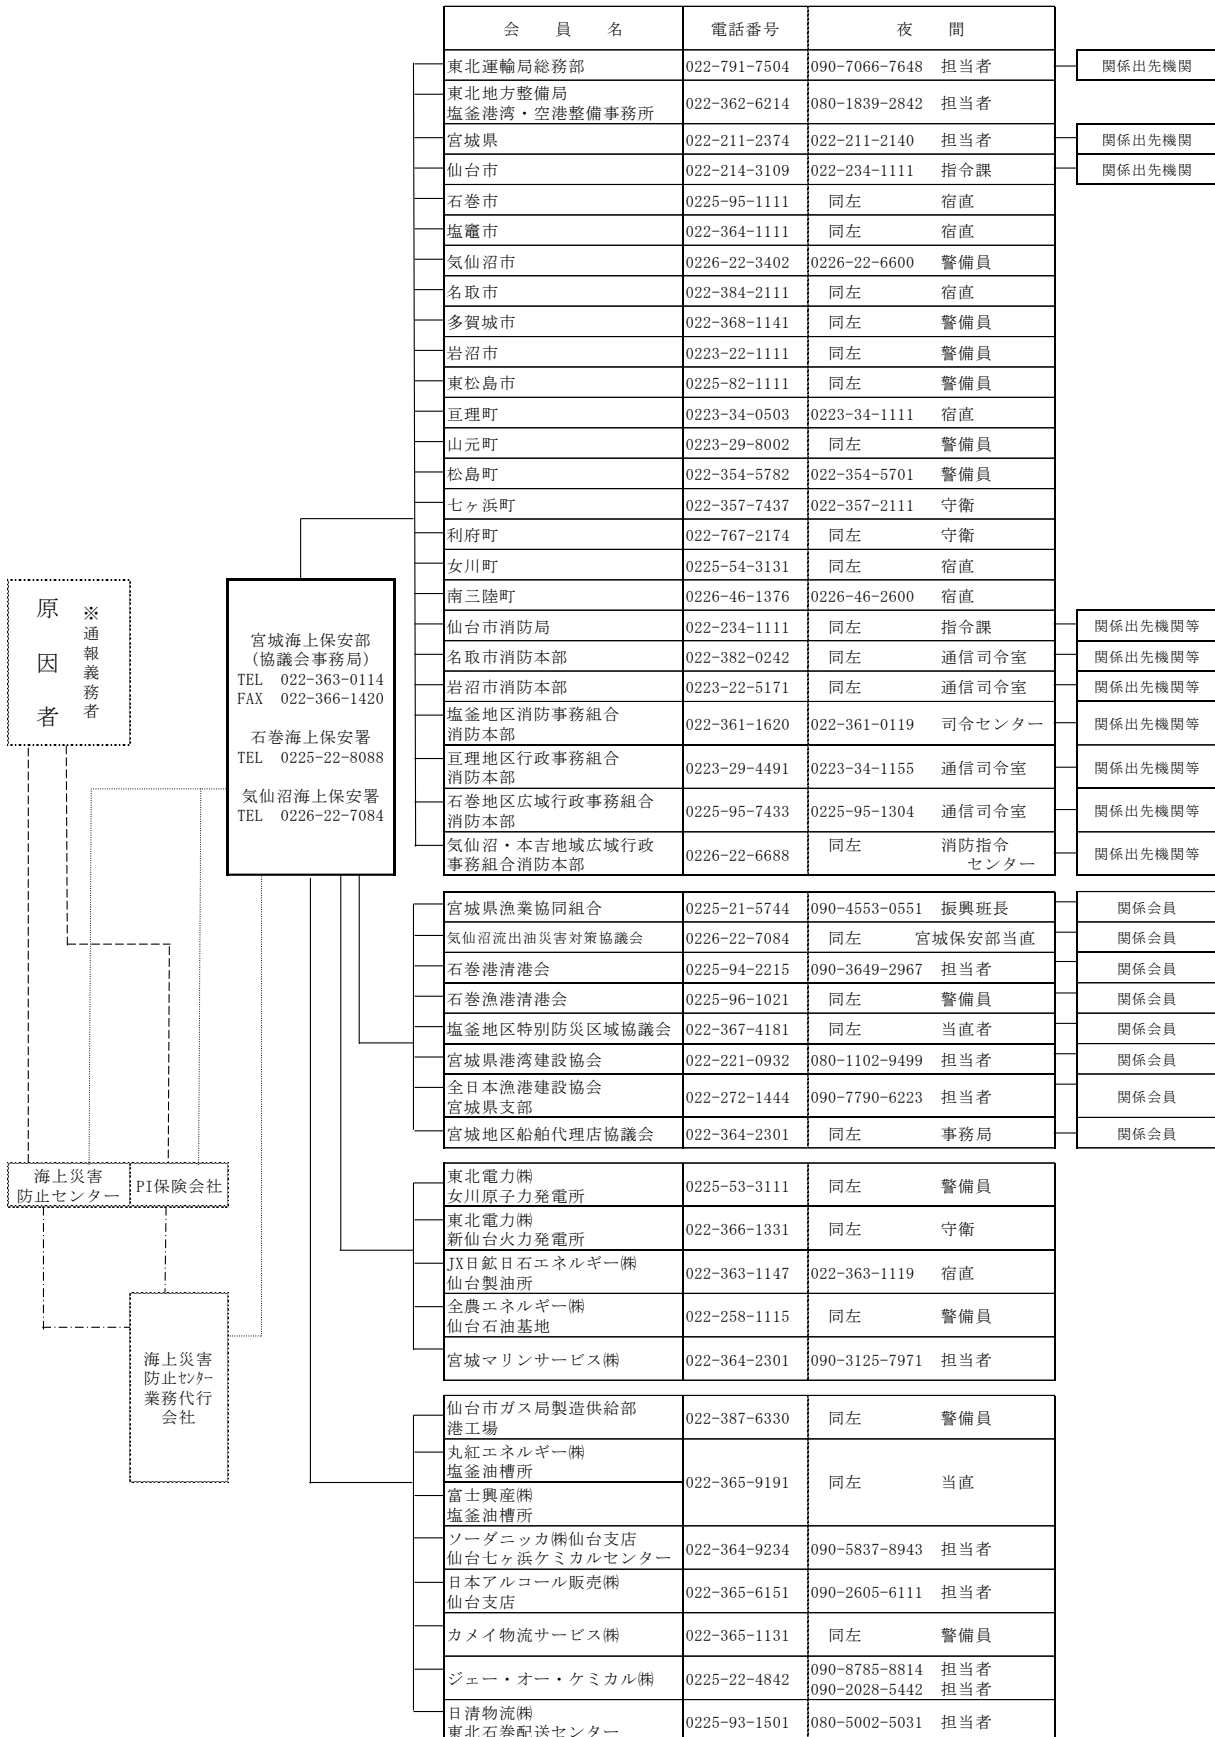 会　員　名　電話番号　夜　間
東北運輸局総務部　022-791-7504　090-7066-7648　担当者　関係出先機関
東北地方整備局
塩釜港湾・空港整備事務所　022-362-6214　080-1839-2842　担当者
宮城県　022-211-2374　022-211-2140　担当者　関係出先機関
仙台市　022-214-3109　022-234-1111　指令課　関係出先機関
石巻市　0225-95-1111　同左　宿直
塩竈市　022-364-1111　同左　宿直
気仙沼市　0226-22-3402　0226-22-6600　警備員
名取市　022-384-2111　同左　宿直
多賀城市　022-368-1141　同左　警備員
岩沼市　0223-22-1111　同左　警備員
東松島市　0225-82-1111　同左　警備員
亘理町　0223-34-0503　0223-34-1111　宿直
山元町　0223-29-8002　同左　警備員
松島町　022-354-5782　022-354-5701　警備員
七ヶ浜町　022-357-7437　022-357-2111　守衛
利府町　022-767-2174　同左　守衛
女川町　0225-54-3131　同左　宿直
南三陸町　0226-46-1376　0226-46-2600　宿直
仙台市消防局　022-234-1111　同左　指令課　関係出先機関等
名取市消防本部　022-382-0242　同左　通信司令室　関係出先機関等
岩沼市消防本部　0223-22-5171　同左　通信司令室　関係出先機関等
塩釜地区消防事務組合
消防本部　022-361-1620　022-361-0119　司令センター　関係出先機関等
亘理地区行政事務組合
消防本部　0223-29-4491　0223-34-1155　通信司令室　関係出先機関等
石巻地区広域行政事務組合
消防本部　0225-95-7433　0225-95-1304　通信司令室　関係出先機関等
気仙沼・本吉地域広域行政
事務組合消防本部　0226-22-6688　同左　消防指令
センター　関係出先機関等
原因者
※通報義務者
宮城海上保安部
(協議会事務局)
TEL　022-363-0114
FAX　022-366-1420
石巻海上保安署
TEL　0225-22-8088
気仙沼海上保安署
TEL　0226-22-7084
宮城県漁業協同組合　0225-21-5744　090-4553-0551　振興班長　関係会員
気仙沼流出油災害対策協議会　0226-22-7084　同左　宮城保安部当直　関係会員
石巻港清港会　0225-94-2215　090-3649-2967　担当者　関係会員
石巻漁港清港会　0225-96-1021　同左　警備員　関係会員
塩釜地区特別防災区域協議会　022-367-4181　同左　当直者　関係会員
宮城県港湾建設協会　022-221-0932　080-1102-9499　担当者　関係会員
全日本漁港建設協会
宮城県支部　022-272-1444　090-7790-6223　担当者　関係会員
宮城地区船舶代理店協議会　022-364-2301　同左　事務局　関係会員
海上災害
防止センター
PI保険会社
海上災害
防止ｾﾝﾀｰ
業務代行
会社
東北電力㈱
女川原子力発電所　0225-53-3111　同左　警備員
東北電力㈱
新仙台火力発電所　022-366-1331　同左　守衛
JX日鉱日石エネルギー㈱
仙台製油所　022-363-1147　022-363-1119　宿直
全農エネルギー㈱
仙台石油基地　022-258-1115　同左　警備員
宮城マリンサービス㈱　022-364-2301　090-3125-7971　担当者
仙台市ガス局製造供給部
港工場　022-387-6330　同左　警備員
丸紅エネルギー㈱
塩釜油槽所　022-365-9191　同左　当直
富士興産㈱
塩釜油槽所
ソーダニッカ㈱仙台支店
仙台七ヶ浜ケミカルセンター　022-364-9234　090-5837-8943　担当者
日本アルコール販売㈱
仙台支店　022-365-6151　090-2605-6111　担当者
カメイ物流サービス㈱　022-365-1131　同左　警備員
ジェー・オー・ケミカル㈱　0225-22-4842　090-8785-8814　担当者
090-2028-5442　担当者
日清物流㈱
東北石巻配送センター　0225-93-1501　080-5002-5031　担当者